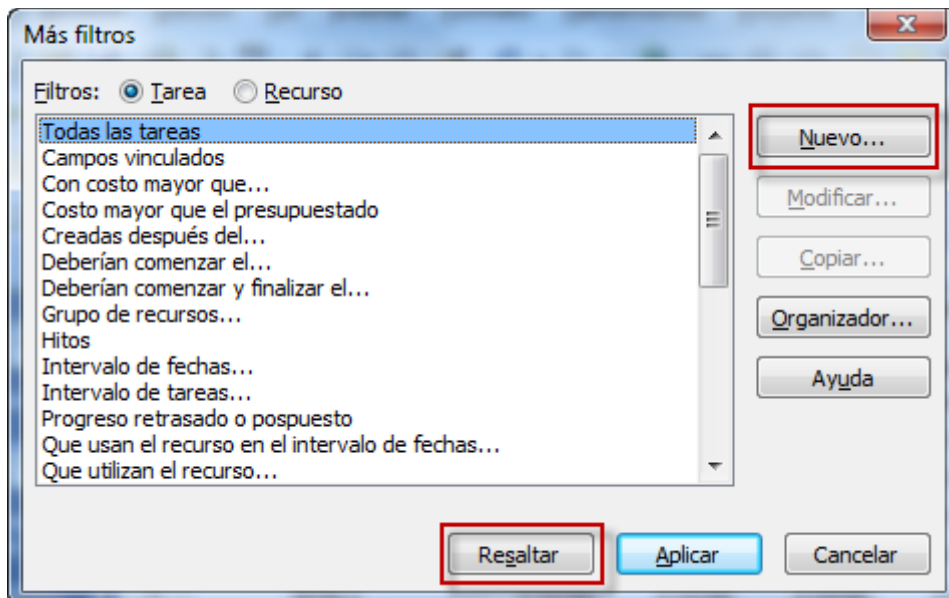 Más filtros
Filtros: Tarea Recurso
Todas las tareas
Campos vinculados
Con costo mayor que...
Costo mayor que el presupuestado
Creadas después del...
Deberían comenzar el...
Deberían comenzar y finalizar el...
Grupo de recursos...
Hitos
Intervalo de fechas...
Intervalo de tareas...
Progreso retrasado o pospuesto
Que usan el recurso en el intervalo de fechas...
Que utilizan el recurso...
Nuevo...
Modificar...
Copiar...
Organizador...
Ayuda
Resaltar Aplicar Cancelar